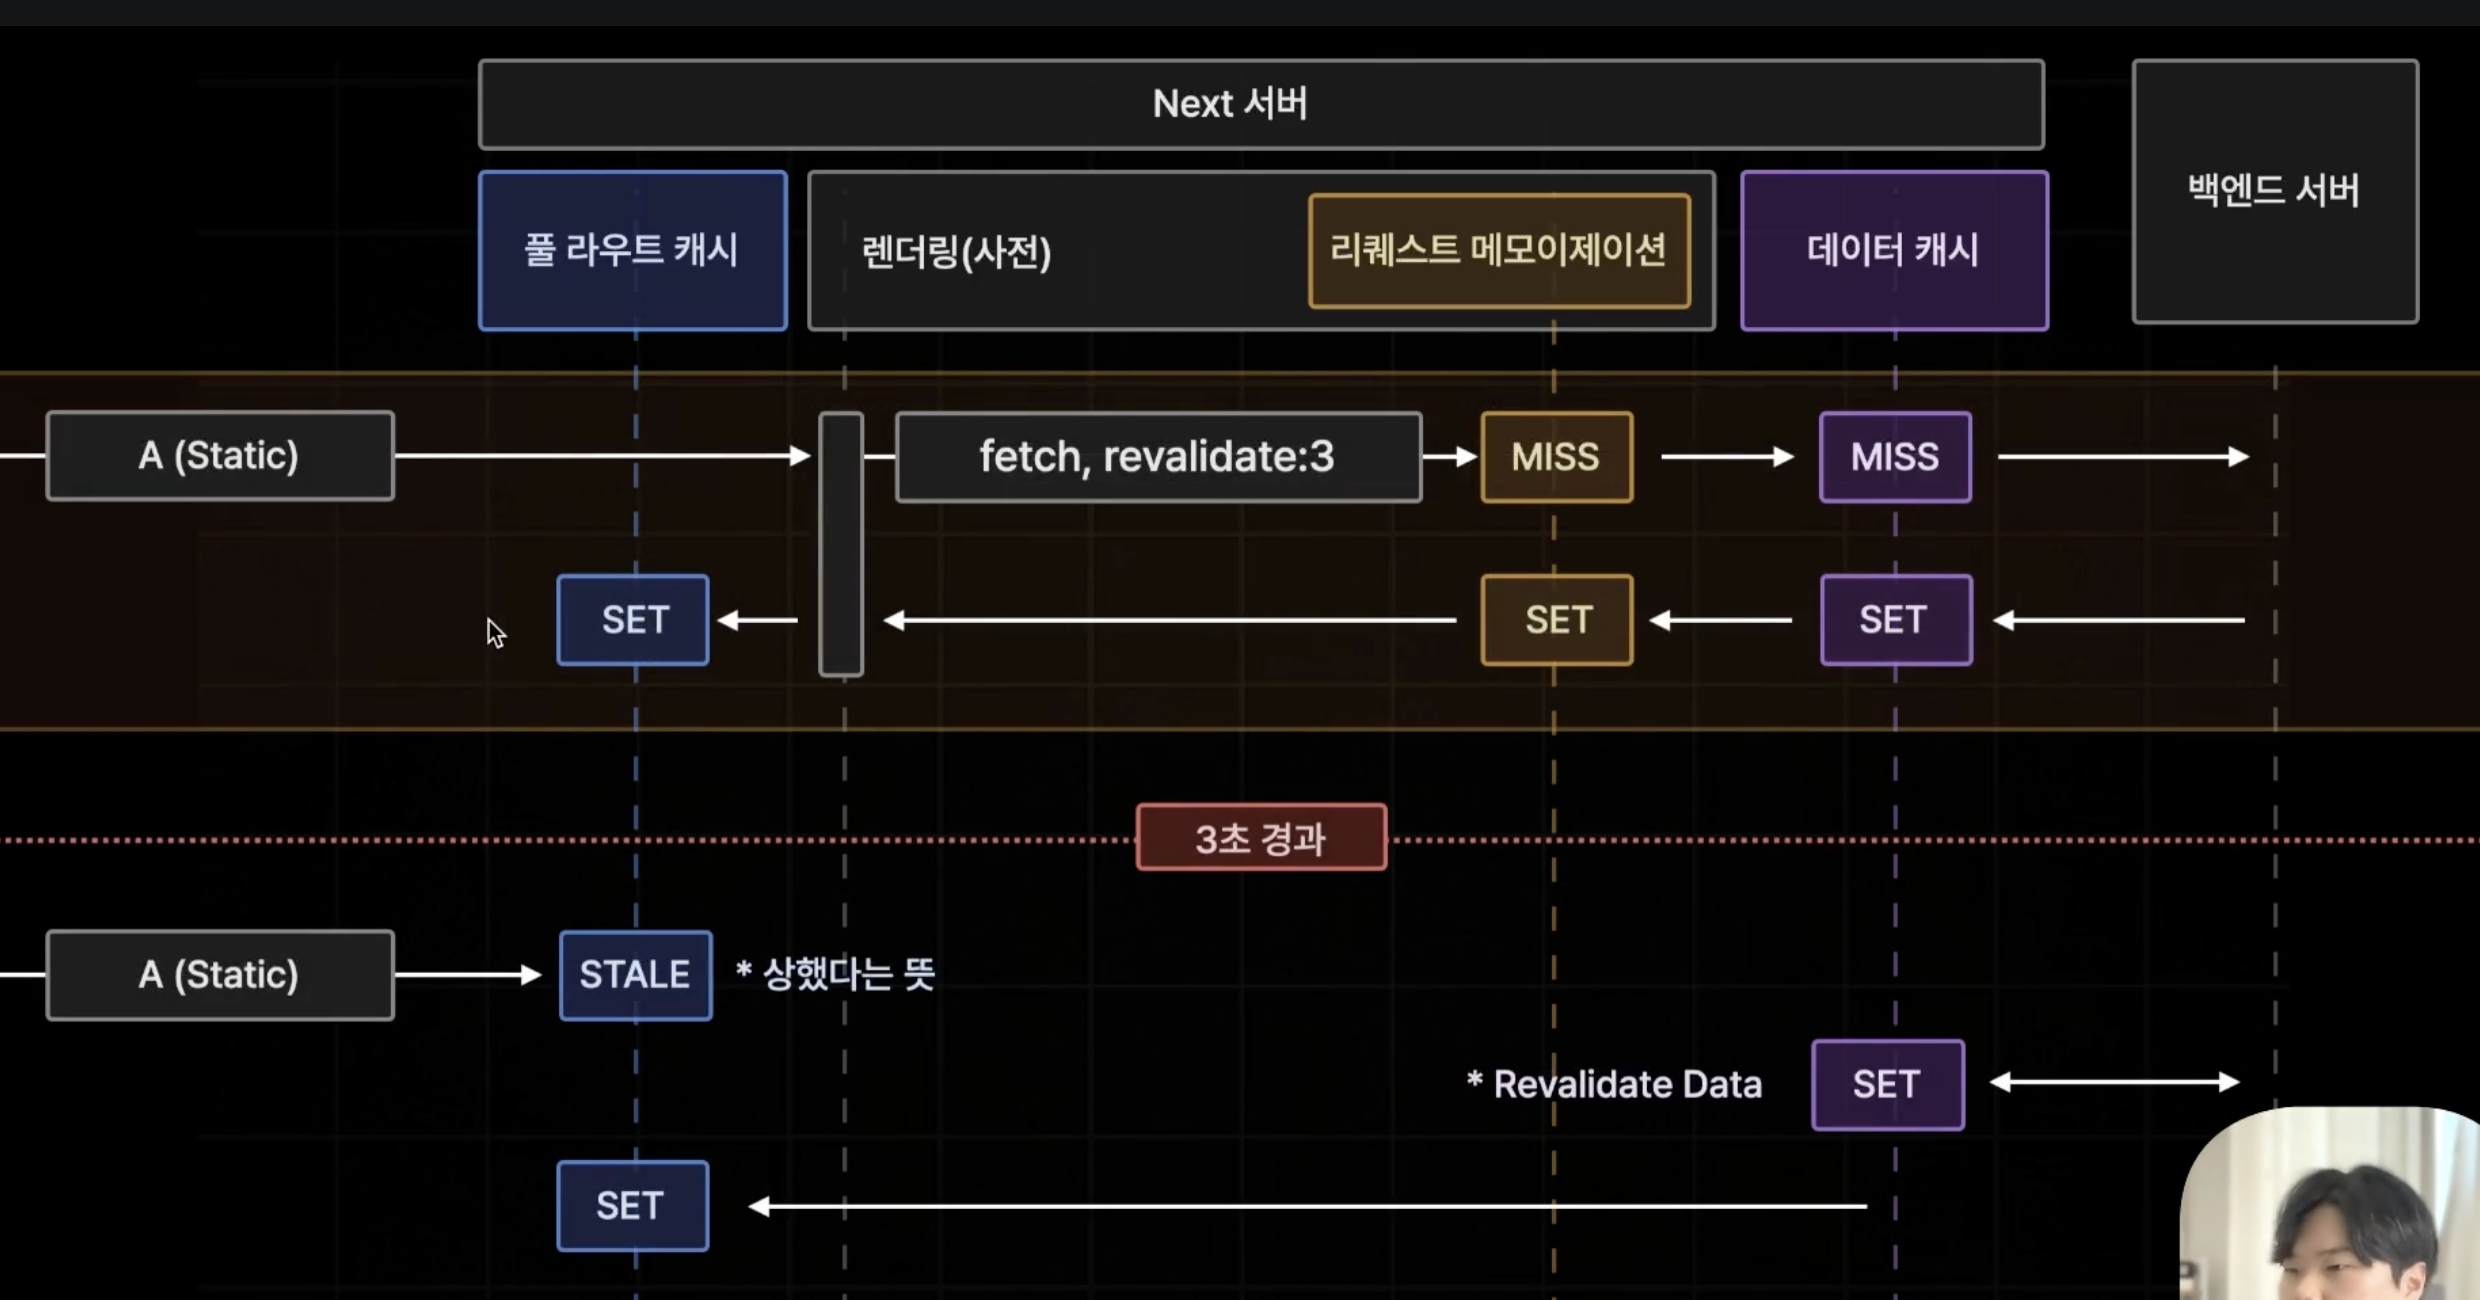 Next 서버
백엔드 서버
풀 라우트 캐시
렌더링(사전)
리퀘스트 메모이제이션
데이터 캐시
A (Static)
fetch, revalidate:3
MISS
MISS
SET
SET
SET
3초 경과
A (Static)
STALE
* 상했다는 뜻
* Revalidate Data
SET
SET